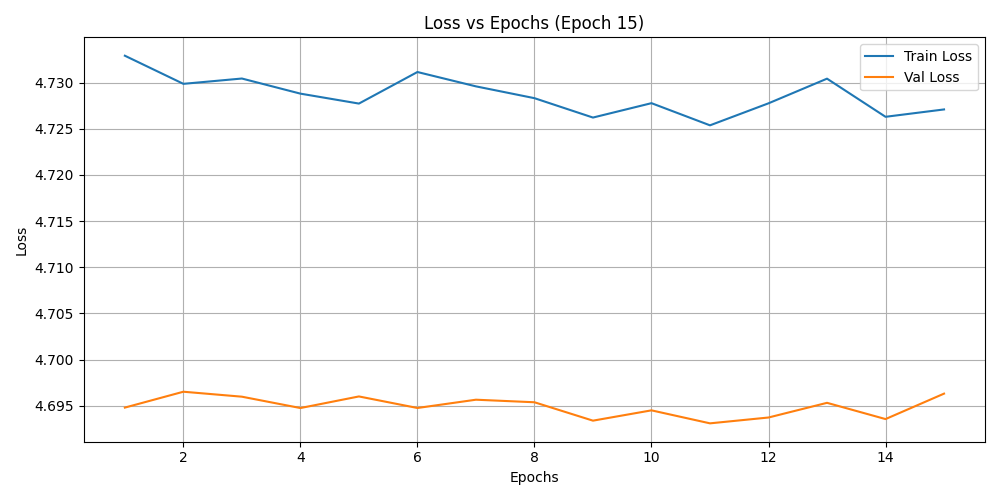 Loss vs Epochs (Epoch 15)
Train Loss
Val Loss
4.730
4.725
4.720
4.715
4.710
4.705
4.700
4.695
Loss
2 4 6 8 10 12 14
Epochs